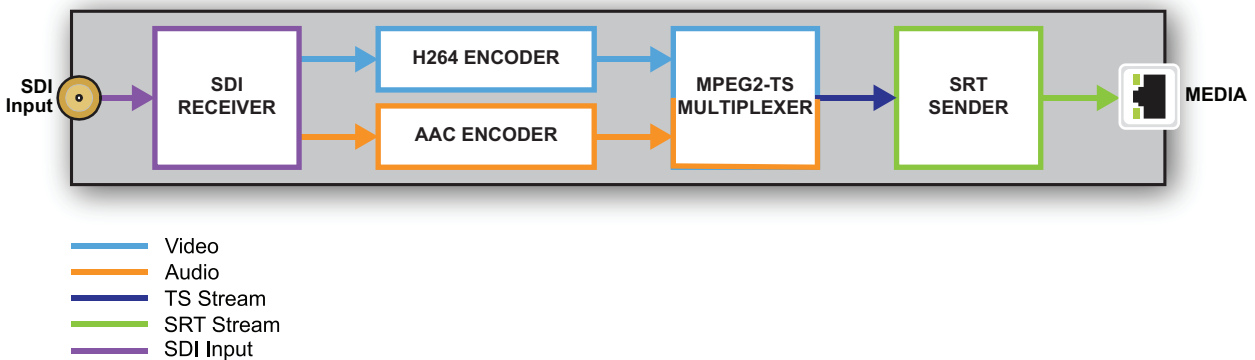 SDI
Input
SDI
RECEIVER
H264 ENCODER
AAC ENCODER
MPEG2-TS
MULTIPLEXER
SRT
SENDER
MEDIA
Video
Audio
TS Stream
SRT Stream
SDI Input